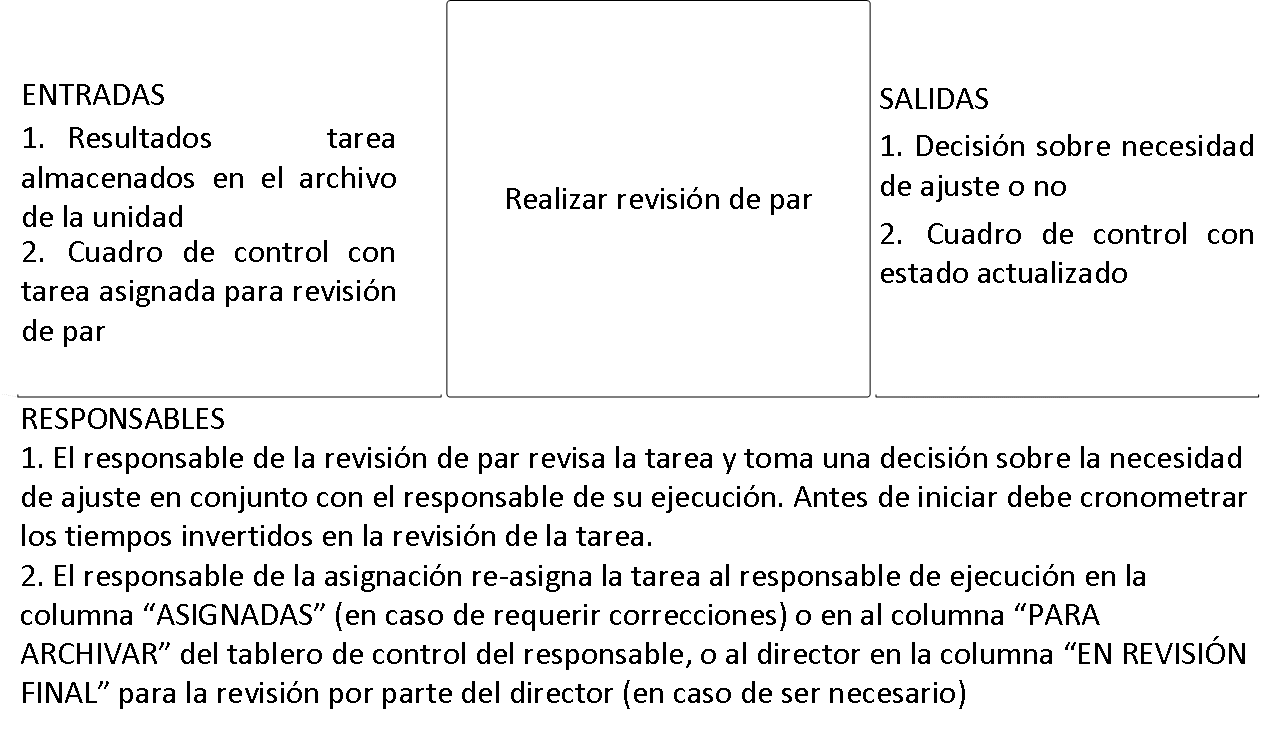 ENTRADAS
1. Resultados tarea
almacenados en el archivo
de la unidad
2. Cuadro de control con
tarea asignada para revisión
de par
Realizar revisión de par
SALIDAS
1. Decisión sobre necesidad
de ajuste o no
2. Cuadro de control con
estado actualizado
RESPONSABLES
1. El responsable de la revisión de par revisa la tarea y toma una decisión sobre la necesidad
de ajuste en conjunto con el responsable de su ejecución. Antes de iniciar debe cronometrar
los tiempos invertidos en la revisión de la tarea.
2. El responsable de la asignación re-asigna la tarea al responsable de ejecución en la
columna “ASIGNADAS” (en caso de requerir correcciones) o en al columna “PARA
ARCHIVAR” del tablero de control del responsable, o al director en la columna “EN REVISIÓN
FINAL” para la revisión por parte del director (en caso de ser necesario)